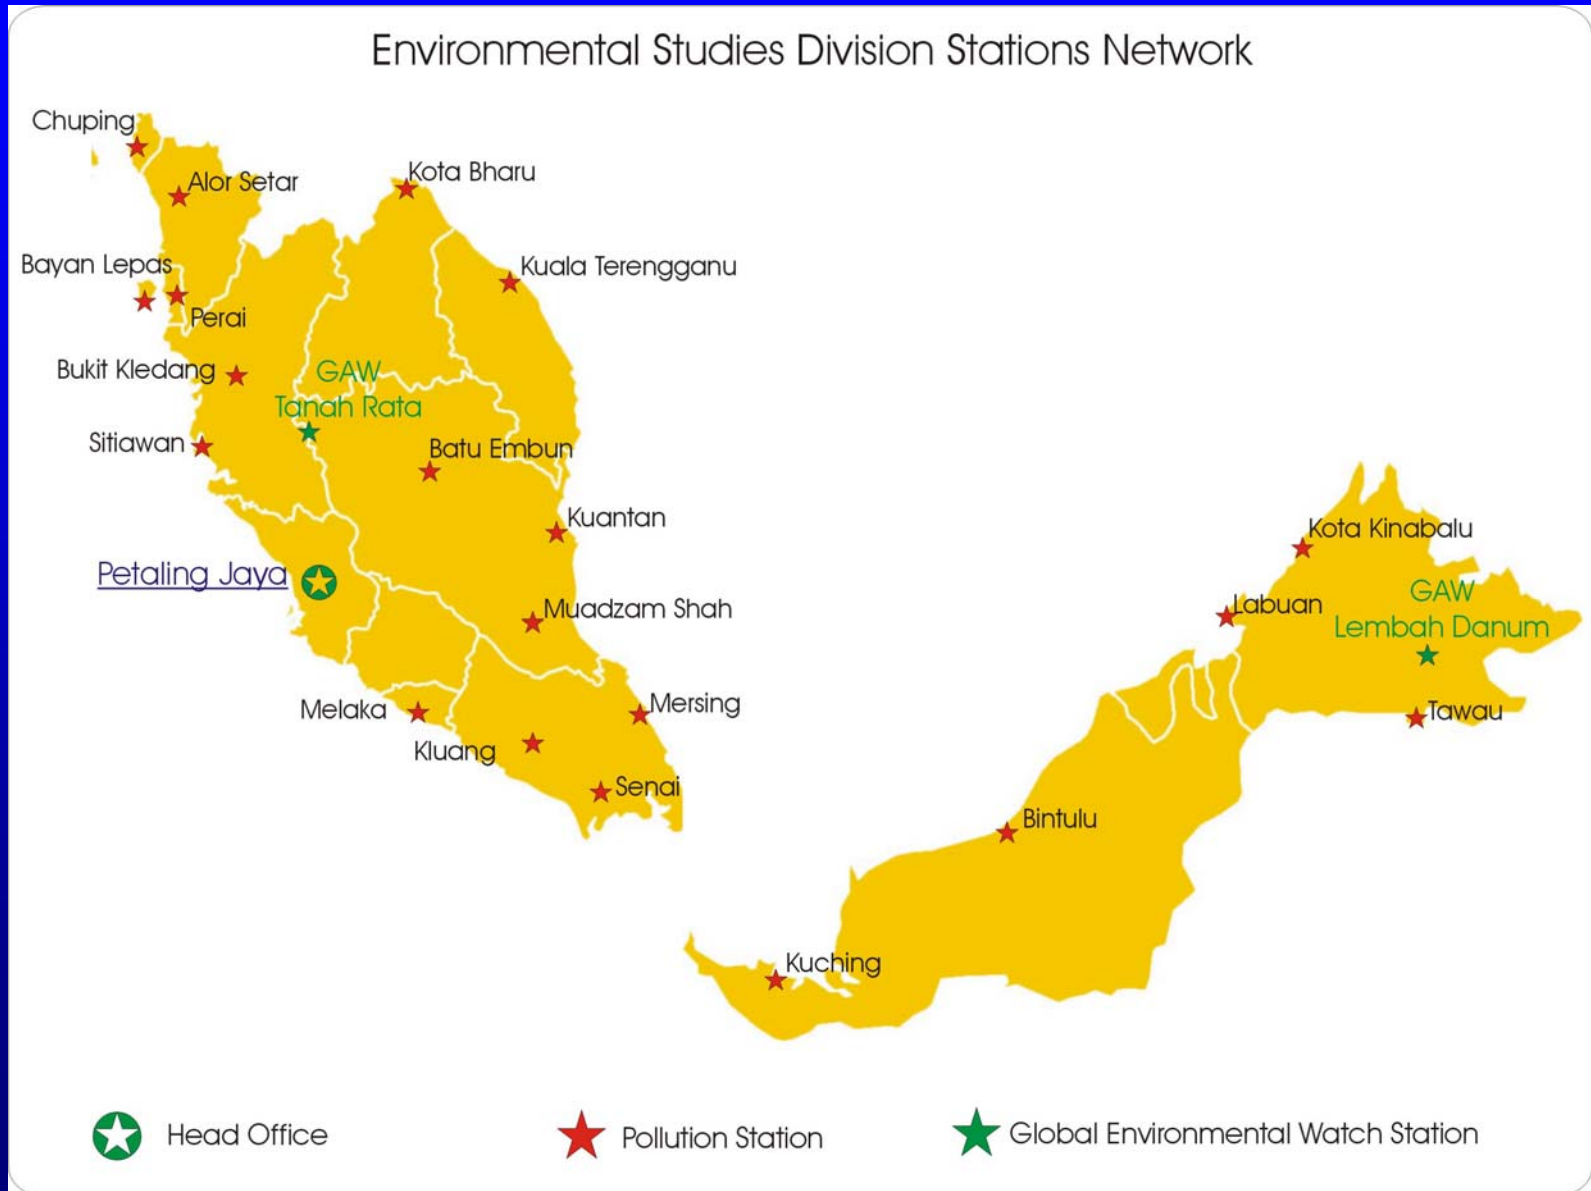 Environmental Studies Division Stations Network
Chuping
Alor Setar
Kota Bharu
Bayan Lepas
Kuala Terengganu
Perai
Bukit Kledang
GAW
Tanah Rata
Sitiawan
Batu Embun
Kuantan
Petaling Jaya
Muadzam Shah
Melaka
Mersing
Kluang
Senai
Kota Kinabalu
Labuan
GAW
Lembah Danum
Tawau
Bintulu
Kuching
Head Office
Pollution Station
Global Environmental Watch Station